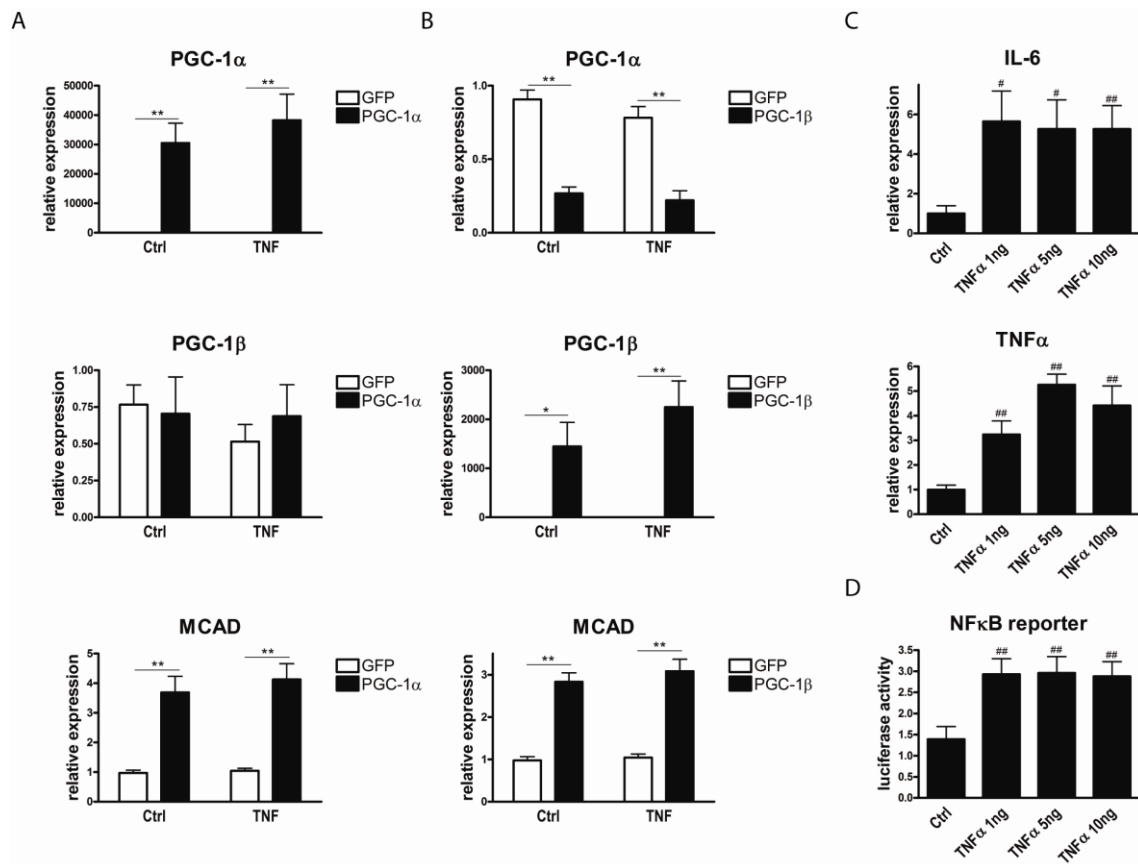 A
PGC-1α
relative expression
50000
40000
30000
20000
10000
0
**
**
Ctrl
TNF
GFP
PGC-1α
PGC-1β
relative expression
1.00
0.75
0.50
0.25
0.00
Ctrl
TNF
GFP
PGC-1α
MCAD
relative expression
5
4
3
2
1
0
**
**
Ctrl
TNF
GFP
PGC-1α
B
PGC-1α
relative expression
1.0
0.5
0.0
**
**
Ctrl
TNF
GFP
PGC-1β
PGC-1β
relative expression
3000
2000
1000
0
*
**
Ctrl
TNF
GFP
PGC-1β
MCAD
relative expression
3
2
1
0
**
**
Ctrl
TNF
GFP
PGC-1β
C
IL-6
relative expression
6
4
2
0
#
#
##
Ctrl
TNFα 1ng
TNFα 5ng
TNFα 10ng
TNFα
relative expression
6
5
4
3
2
1
0
##
##
##
Ctrl
TNFα 1ng
TNFα 5ng
TNFα 10ng
D
NFκB reporter
luciferase activity
3.5
3.0
2.5
2.0
1.5
1.0
0.5
0.0
##
##
##
Ctrl
TNFα 1ng
TNFα 5ng
TNFα 10ng